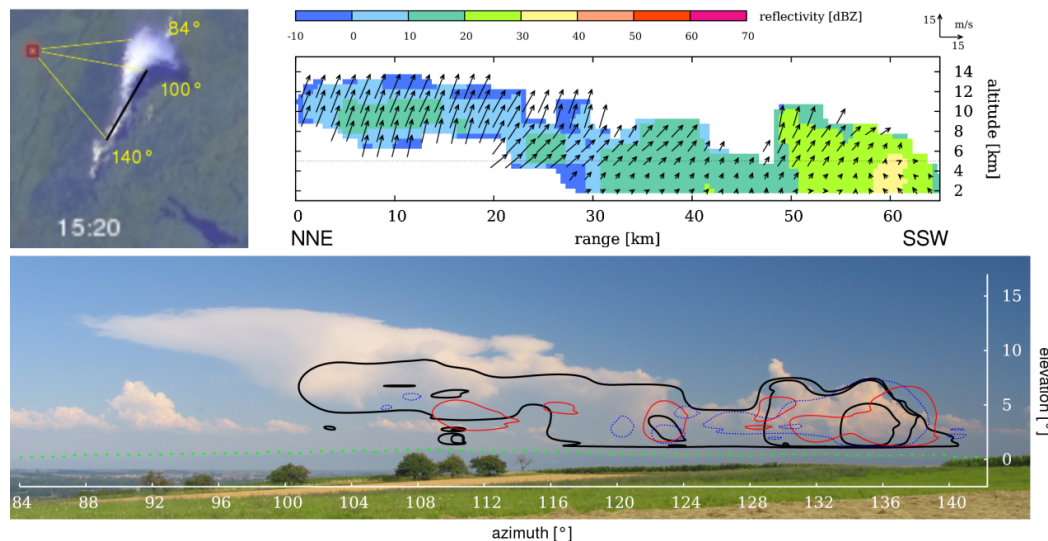 84°
100°
140°
15:20
reflectivity [dBZ]
-10 0 10 20 30 40 50 60 70
15 m/s
15
14
12
10
8
6
4
2
altitude [km]
0 10 20 30 40 50 60
NNE range [km] SSW
15
10
5
0
elevation [°]
84 88 92 96 100 104 108 112 116 120 124 128 132 136 140
azimuth [°]